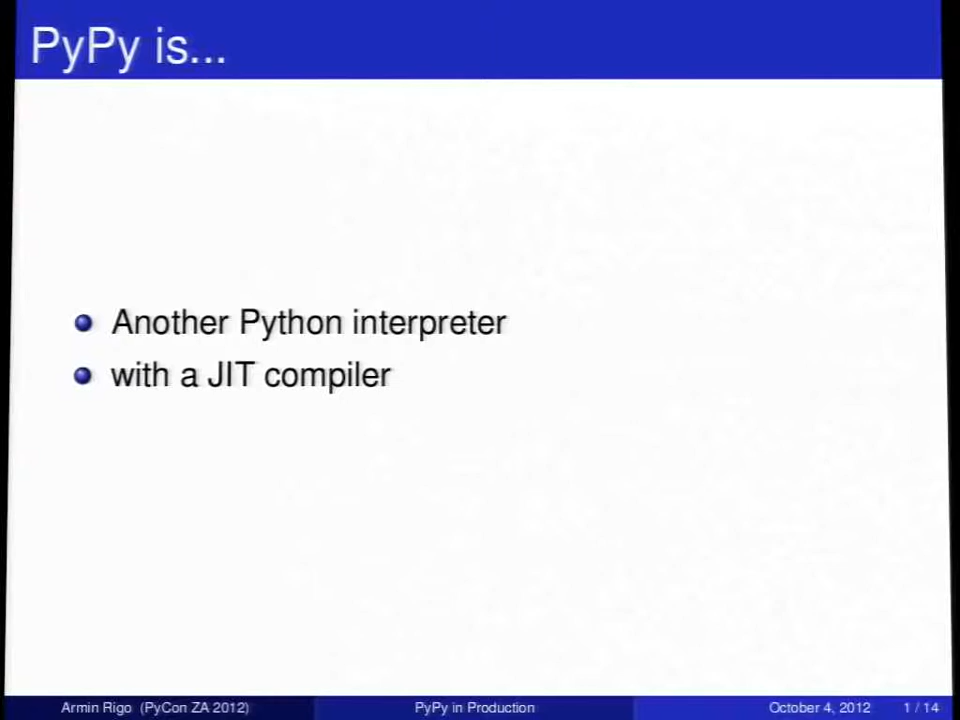 PyPy is...
Another Python interpreter
with a JIT compiler
Armin Rigo (PyCon ZA 2012) PyPy in Production October 4, 2012 1 / 14